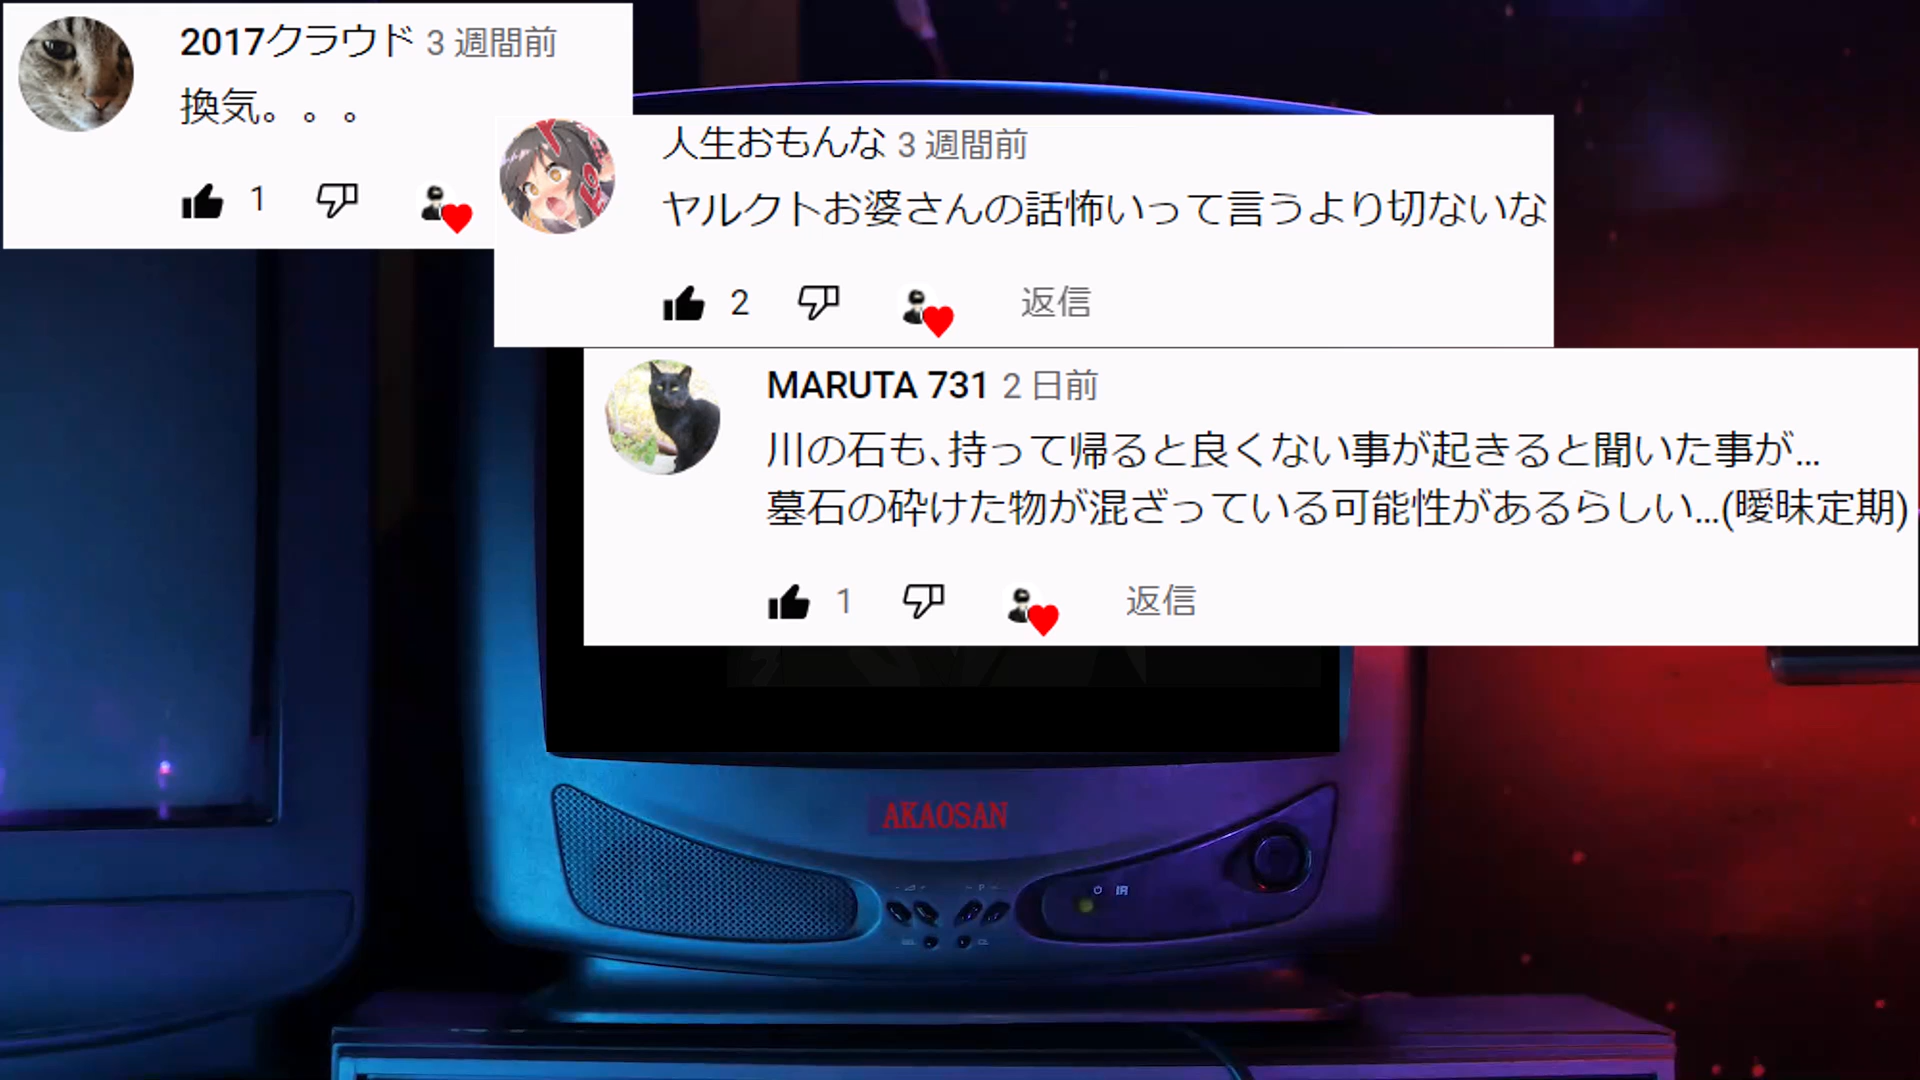 2017クラウド 3 週間前
換気。。。
1
人生おもんな 3 週間前
ヤルクトお婆さんの話怖いって言うより切ないな
2
返信
MARUTA 731 2 日前
川の石も、持って帰ると良くない事が起きると聞いた事が...
墓石の砕けた物が混ざっている可能性があるらしい...(曖昧定期)
1
返信
AKAOSAN